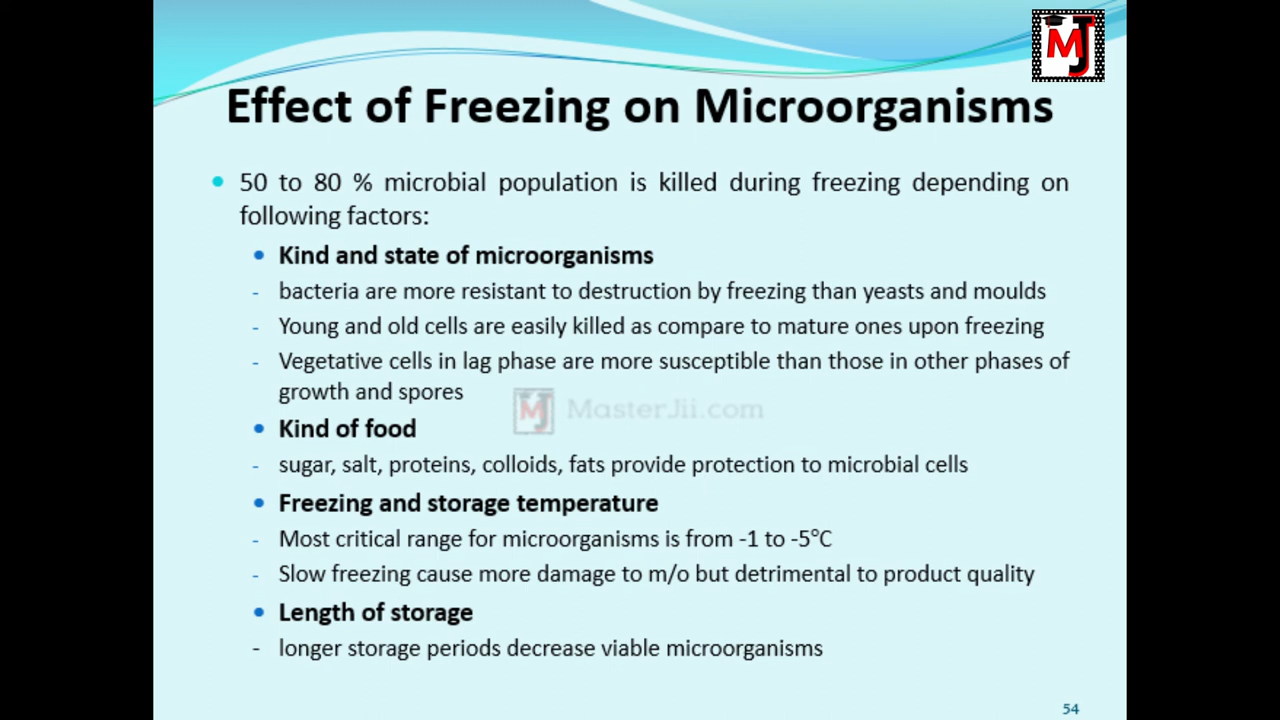 MJ
Effect of Freezing on Microorganisms
• 50 to 80 % microbial population is killed during freezing depending on
following factors:
• Kind and state of microorganisms
- bacteria are more resistant to destruction by freezing than yeasts and moulds
- Young and old cells are easily killed as compare to mature ones upon freezing
- Vegetative cells in lag phase are more susceptible than those in other phases of
growth and spores
MJ MasterJii.com
• Kind of food
- sugar, salt, proteins, colloids, fats provide protection to microbial cells
• Freezing and storage temperature
- Most critical range for microorganisms is from -1 to -5°C
- Slow freezing cause more damage to m/o but detrimental to product quality
• Length of storage
- longer storage periods decrease viable microorganisms
54